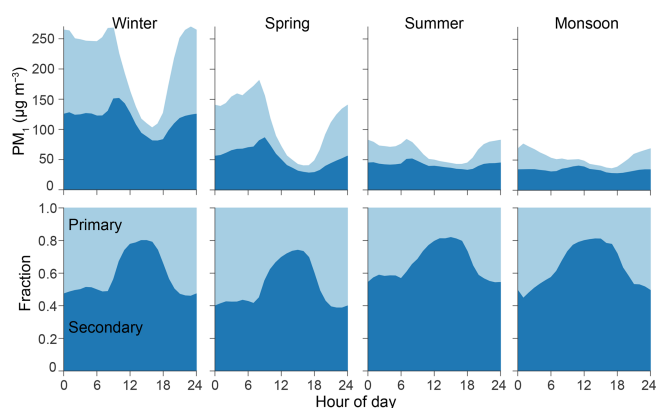 Winter
Spring
Summer
Monsoon
PM₁ (µg m⁻³)
250
200
150
100
50
0
Fraction
1.0
0.8
0.6
0.4
0.2
0.0
Primary
Secondary
0 6 12 18 24
0 6 12 18 24
0 6 12 18 24
0 6 12 18 24
Hour of day